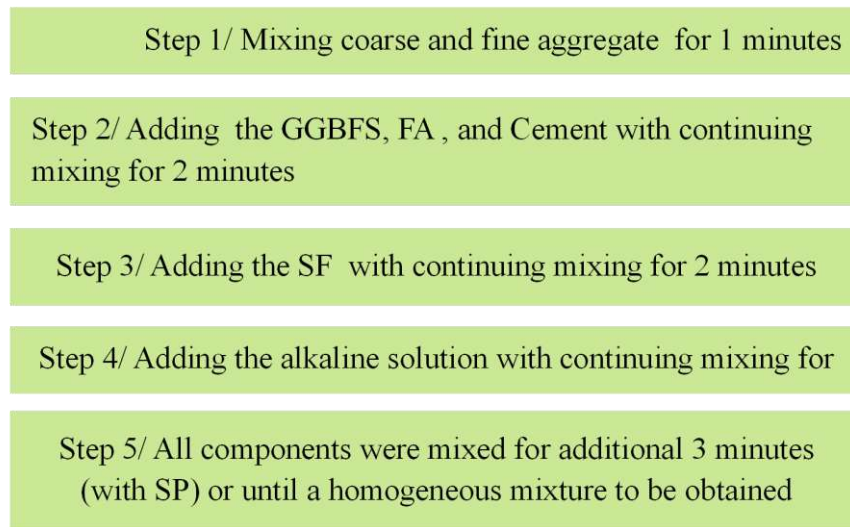 Step 1/ Mixing coarse and fine aggregate for 1 minutes
Step 2/ Adding the GGBFS, FA , and Cement with continuing
mixing for 2 minutes
Step 3/ Adding the SF with continuing mixing for 2 minutes
Step 4/ Adding the alkaline solution with continuing mixing for
Step 5/ All components were mixed for additional 3 minutes
(with SP) or until a homogeneous mixture to be obtained